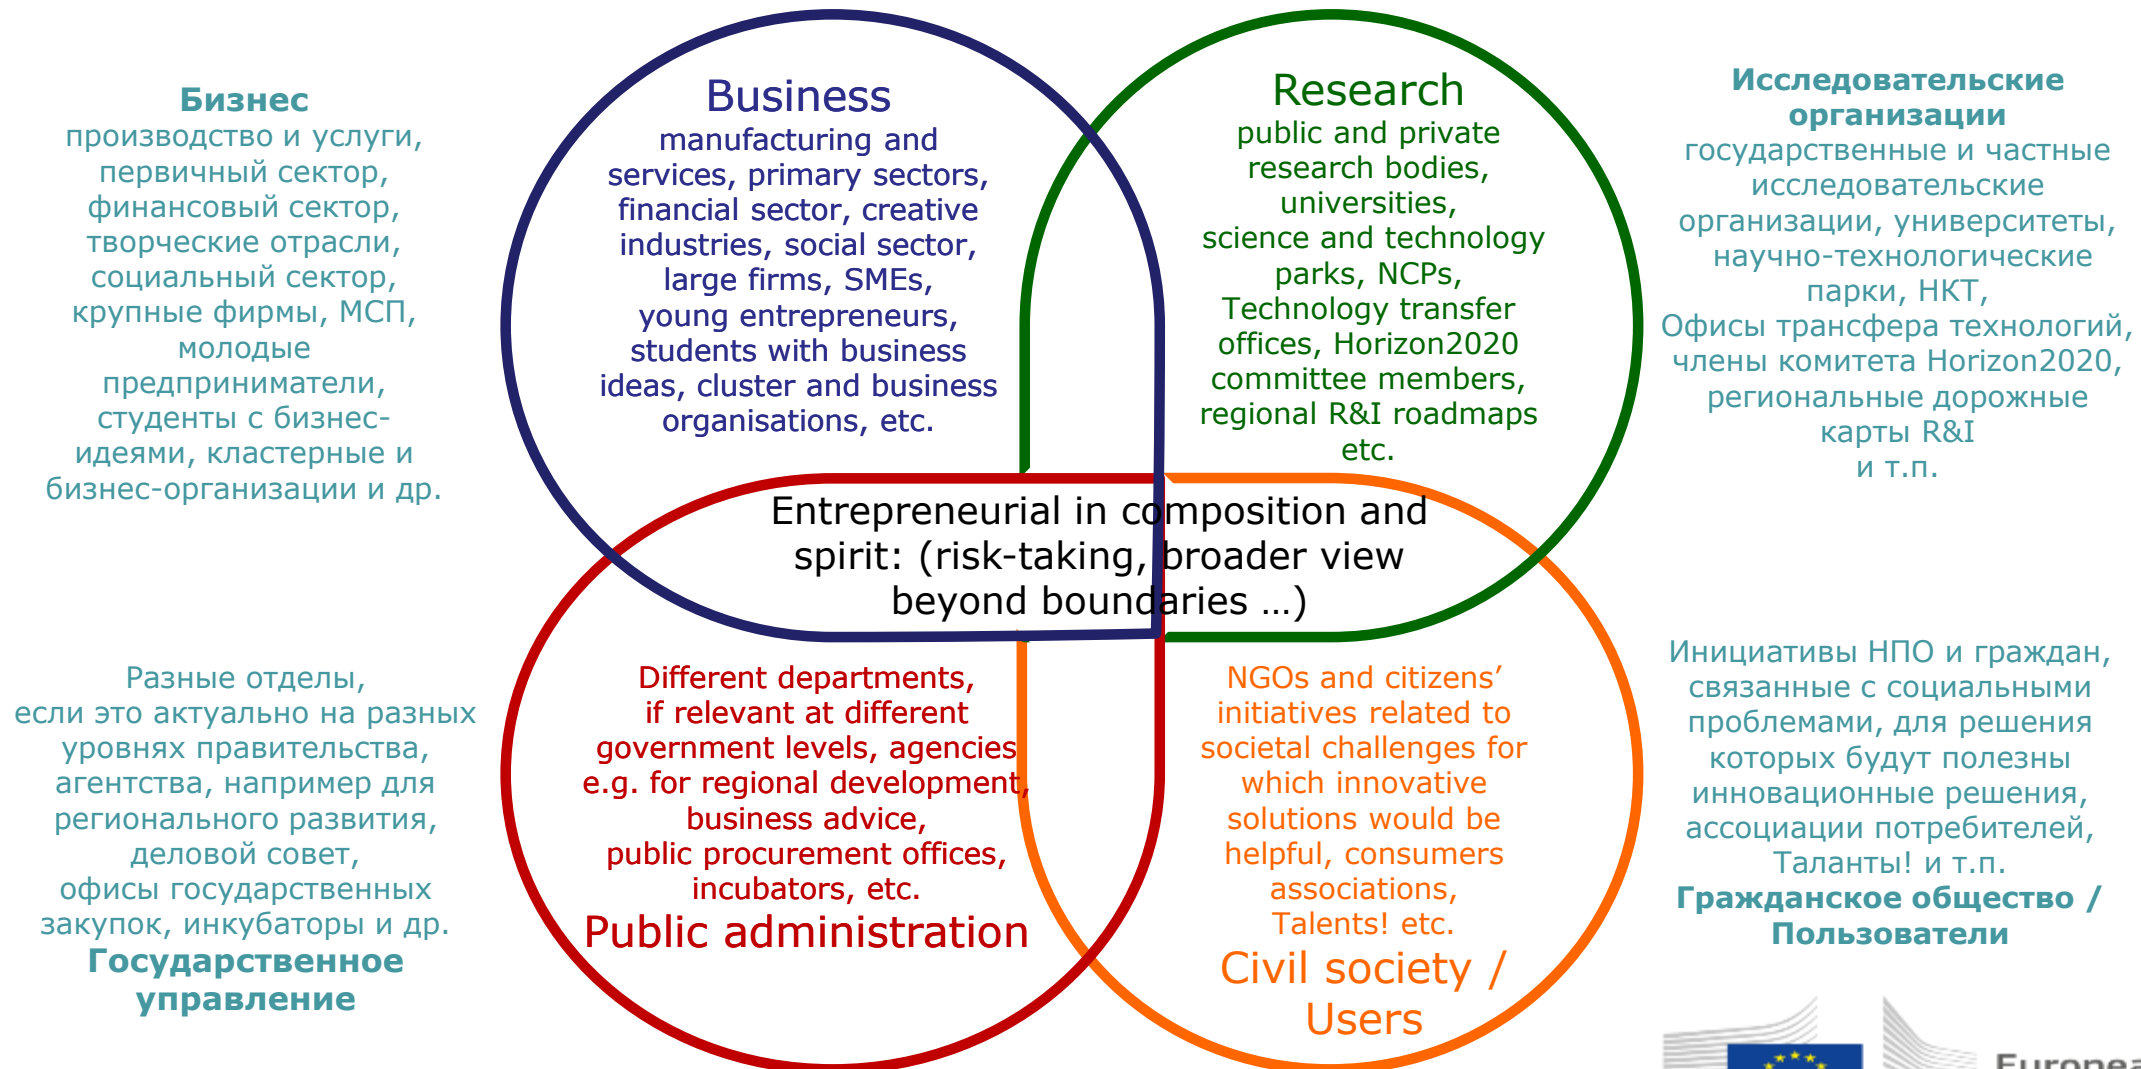 Бизнес
производство и услуги,
первичный сектор,
финансовый сектор,
творческие отрасли,
социальный сектор,
крупные фирмы, МСП,
молодые
предприниматели,
студенты с бизнес-
идеями, кластерные и
бизнес-организации и др.
Business
manufacturing and
services, primary sectors,
financial sector, creative
industries, social sector,
large firms, SMEs,
young entrepreneurs,
students with business
ideas, cluster and business
organisations, etc.
Research
public and private
research bodies,
universities,
science and technology
parks, NCPs,
Technology transfer
offices, Horizon2020
committee members,
regional R&I roadmaps
etc.
Исследовательские
организации
государственные и частные
исследовательские
организации, университеты,
научно-технологические
парки, НКТ,
Офисы трансфера технологий,
члены комитета Horizon2020,
региональные дорожные
карты R&I
и т.п.
Entrepreneurial in composition and
spirit: (risk-taking, broader view
beyond boundaries …)
Разные отделы,
если это актуально на разных
уровнях правительства,
агентства, например для
регионального развития,
деловой совет,
офисы государственных
закупок, инкубаторы и др.
Государственное
управление
Different departments,
if relevant at different
government levels, agencies
e.g. for regional development,
business advice,
public procurement offices,
incubators, etc.
Public administration
NGOs and citizens’
initiatives related to
societal challenges for
which innovative
solutions would be
helpful, consumers
associations,
Talents! etc.
Civil society /
Users
Инициативы НПО и граждан,
связанные с социальными
проблемами, для решения
которых будут полезны
инновационные решения,
ассоциации потребителей,
Таланты! и т.п.
Гражданское общество /
Пользователи